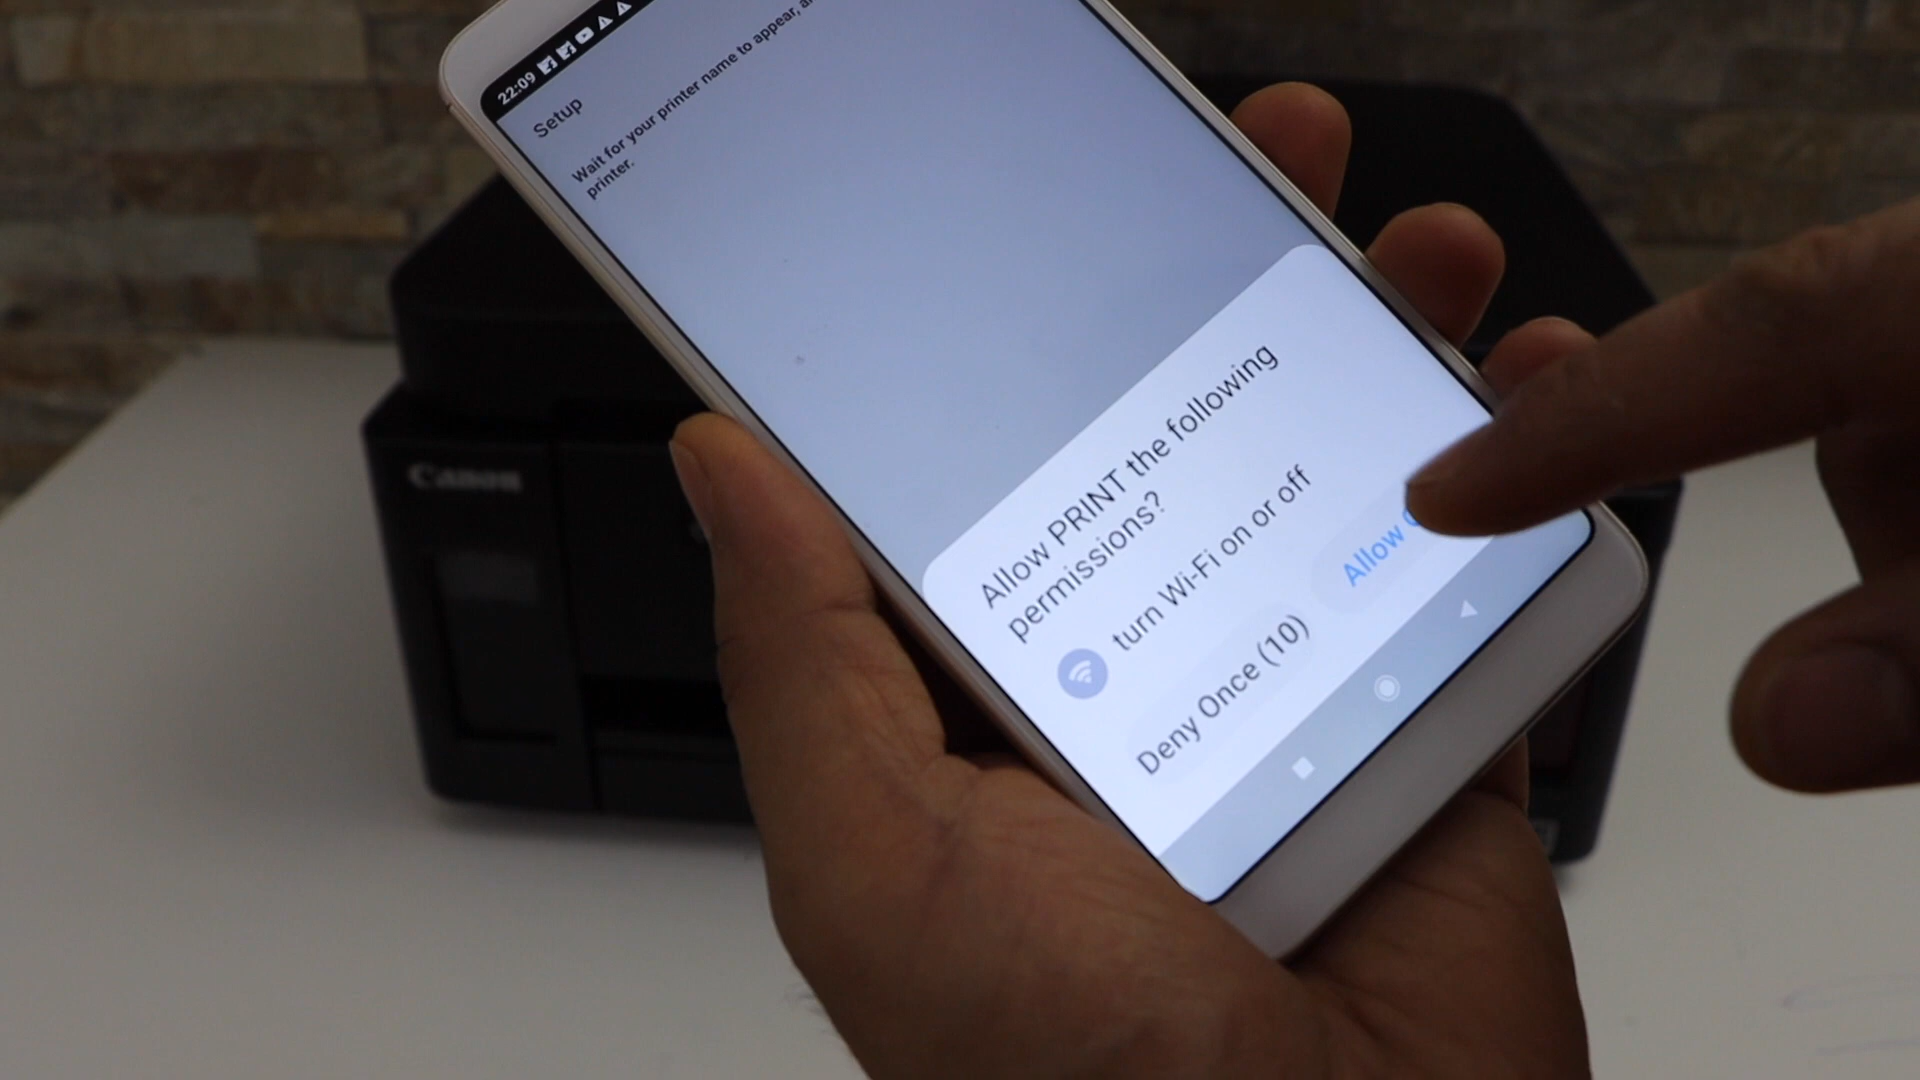 22:09
Setup
Wait for your printer name to appear,
printer.
Allow PRINT the following
permissions?
turn Wi-Fi on or off
Deny Once (10)
Allow
Canon